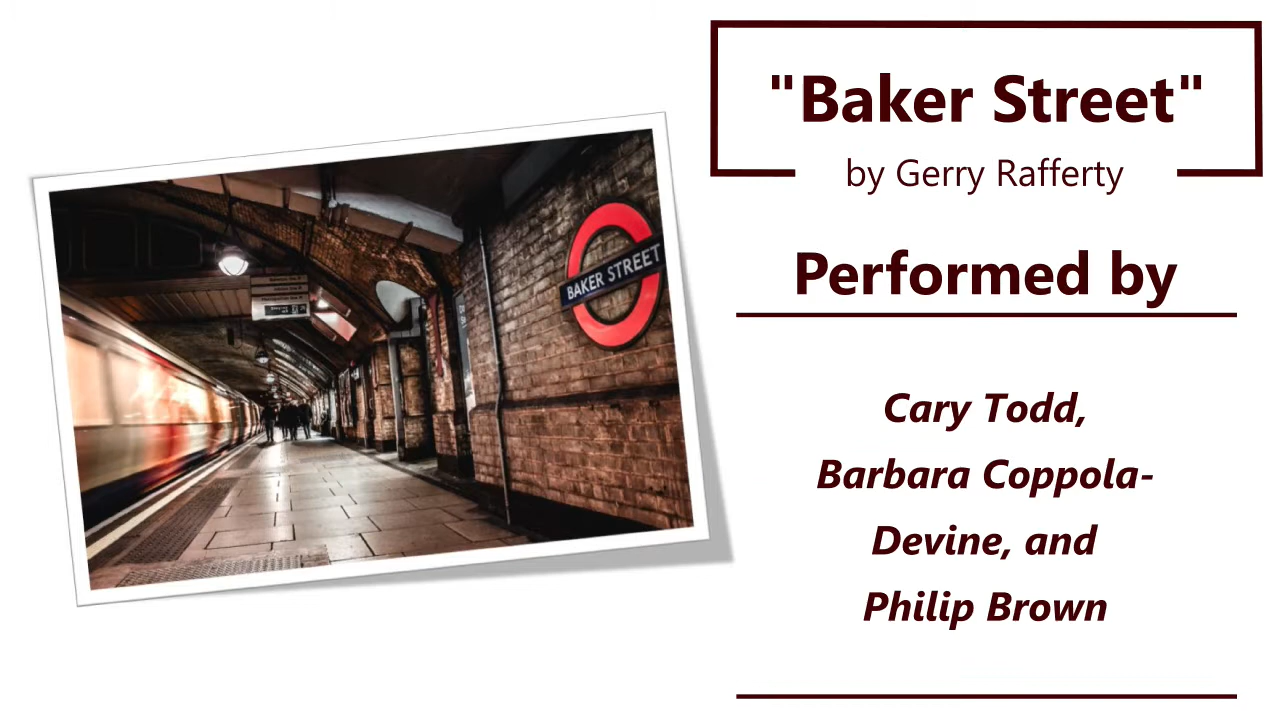 "Baker Street"
by Gerry Rafferty
Performed by
Cary Todd,
Barbara Coppola-
Devine, and
Philip Brown
BAKER STREET